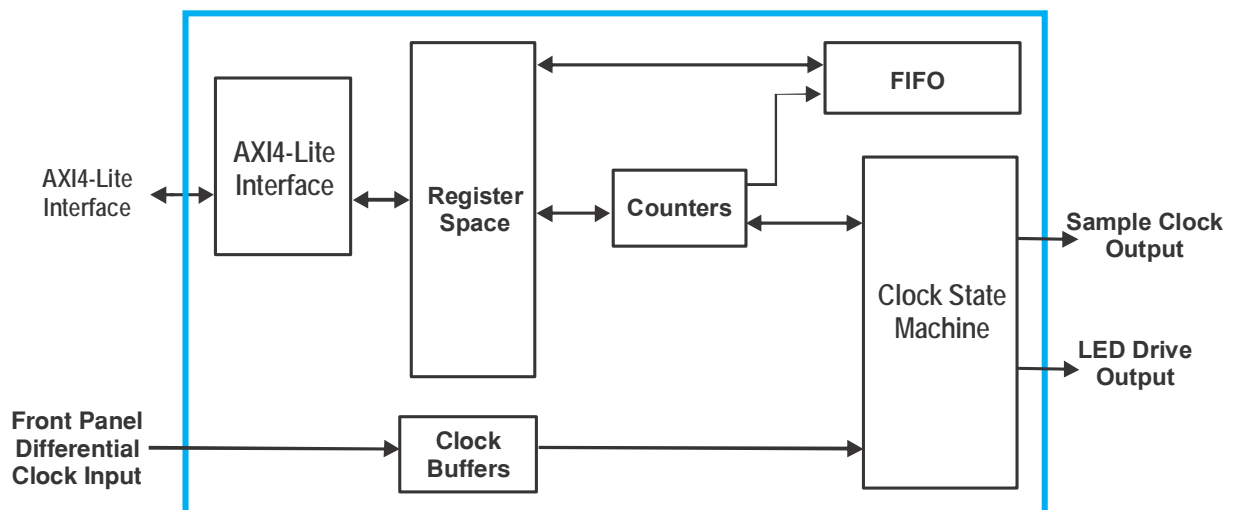 FIFO
AXI4-Lite
Interface
AXI4-Lite
Interface
Register
Space
Counters
Sample Clock
Output
Clock State
Machine
LED Drive
Output
Front Panel
Differential
Clock Input
Clock
Buffers